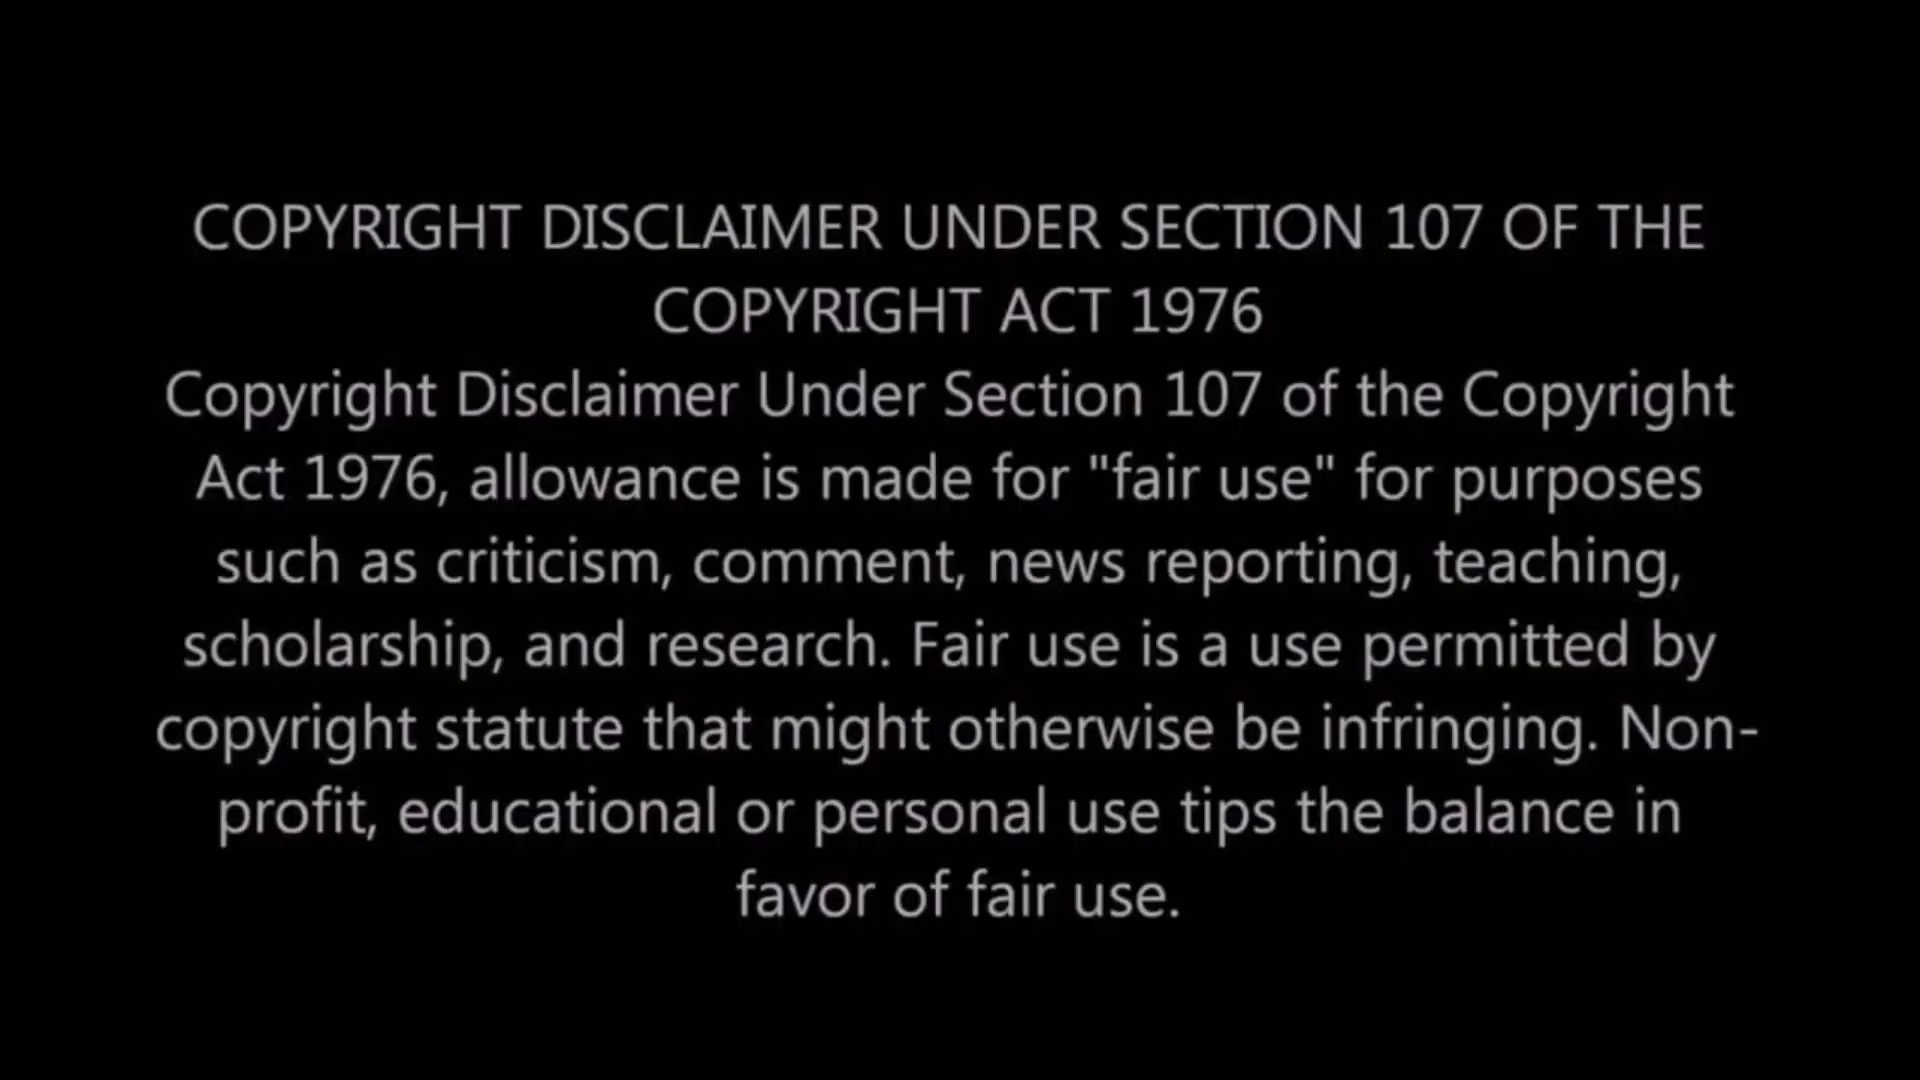 COPYRIGHT DISCLAIMER UNDER SECTION 107 OF THE
COPYRIGHT ACT 1976
Copyright Disclaimer Under Section 107 of the Copyright
Act 1976, allowance is made for "fair use" for purposes
such as criticism, comment, news reporting, teaching,
scholarship, and research. Fair use is a use permitted by
copyright statute that might otherwise be infringing. Non-
profit, educational or personal use tips the balance in
favor of fair use.